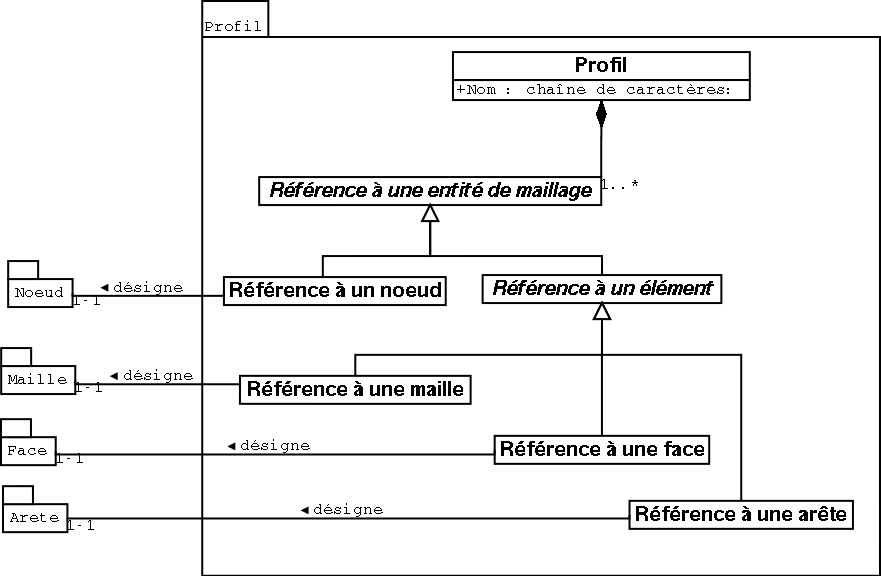 Profil
Profil
+Nom : chaîne de caractères:
Référence à une entité de maillage
1..*
Noeud
1-1
◄ désigne
Référence à un noeud
Référence à un élément
Maille
1-1
◄ désigne
Référence à une maille
Face
1-1
◄ désigne
Référence à une face
Arete
1-1
◄ désigne
Référence à une arête